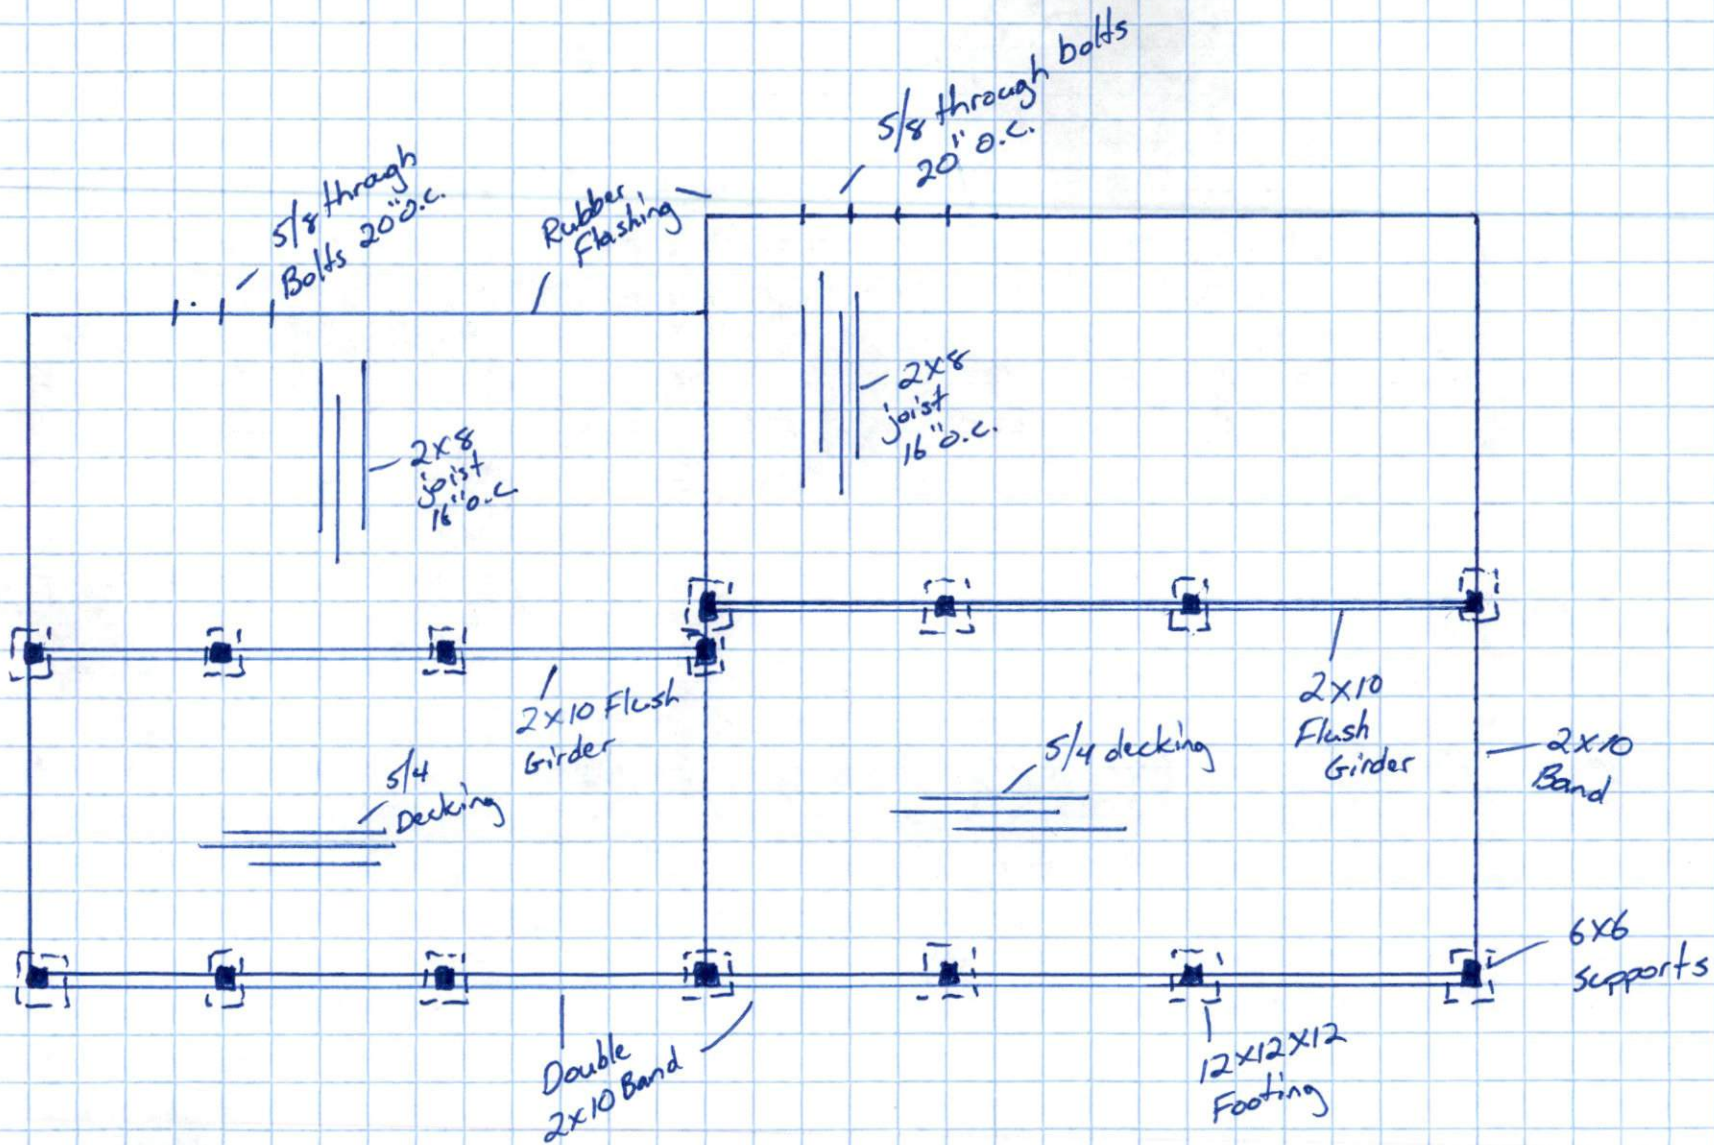 5/8 through bolts
20" o.c.
5/8 through
Bolts 20" o.c.
Rubber
Flashing
2x8
joist
16" o.c.
2x8
joist
16" o.c
2x10 Flush
Girder
2x10
Flush
Girder
2x10
Band
5/4 decking
5/4
Decking
6x6
Supports
Double
2x10 Band
12x12x12
Footing